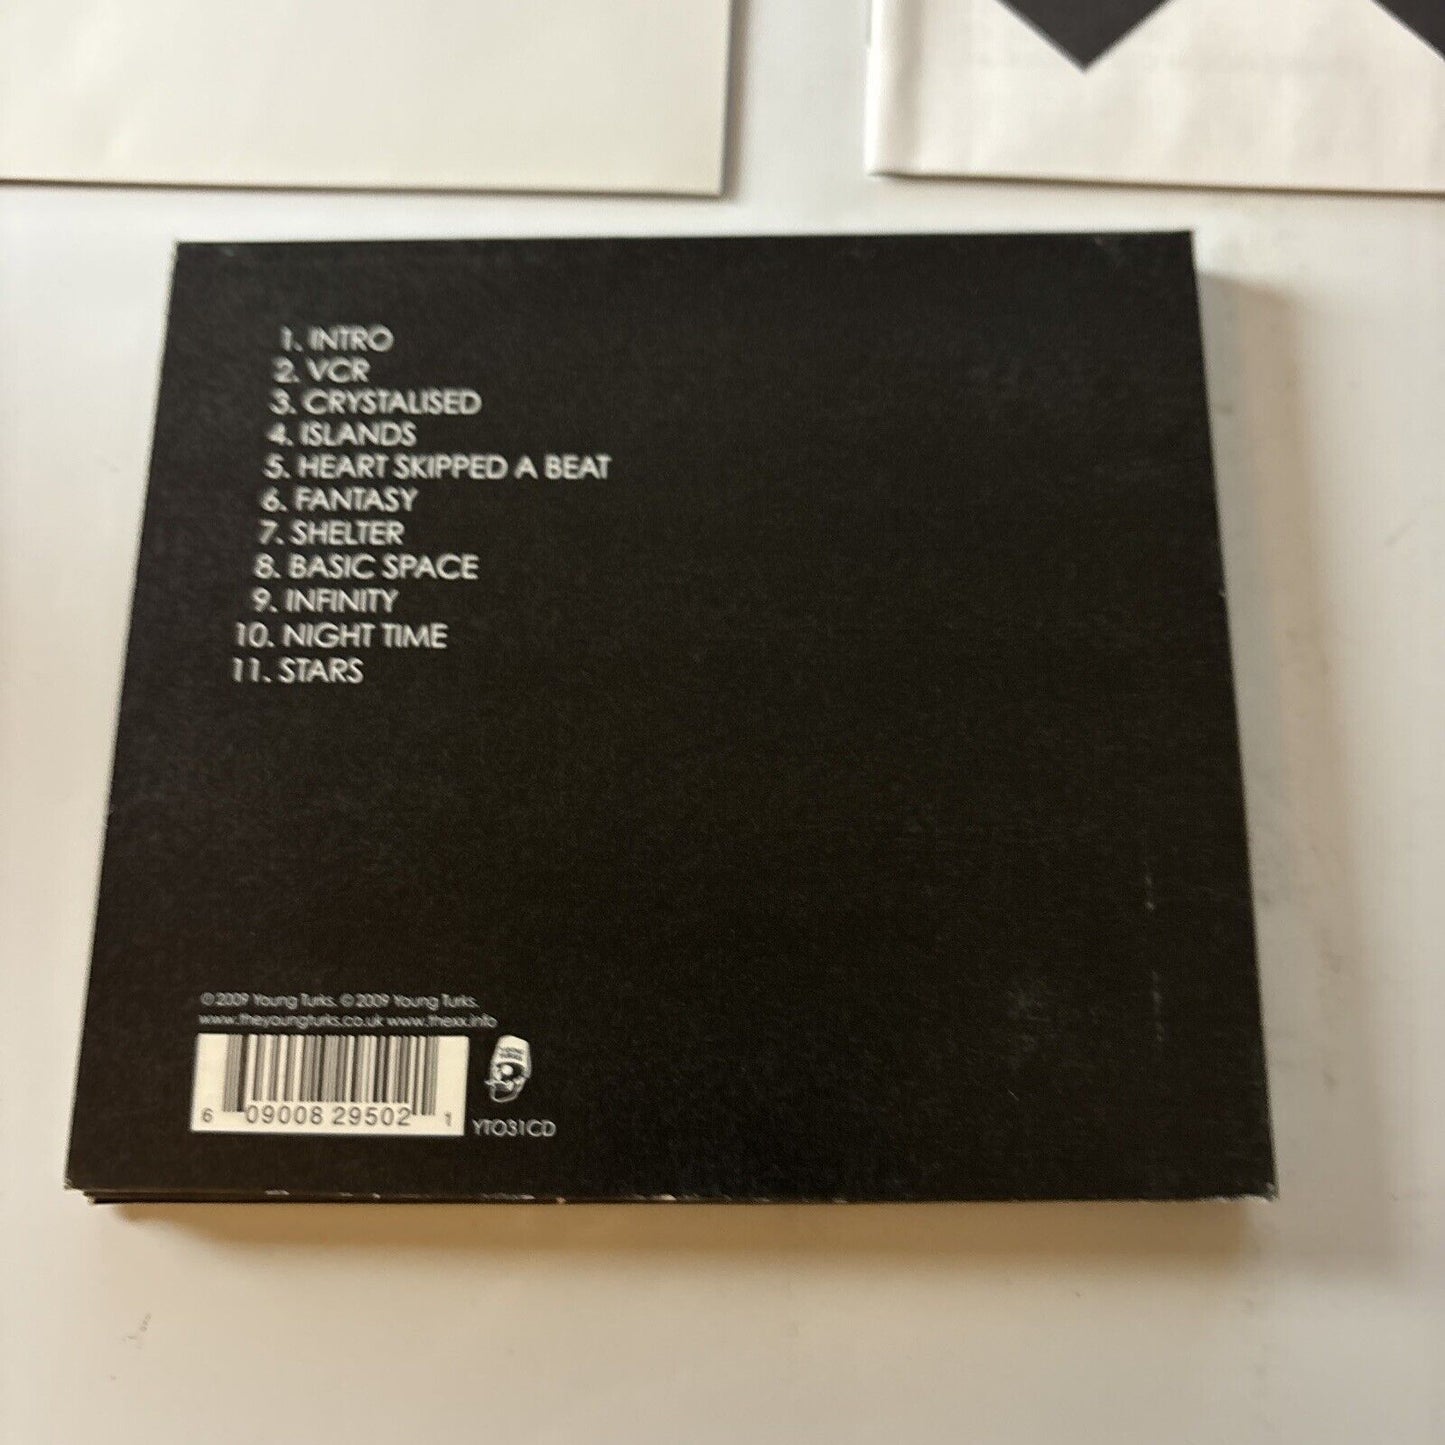 1. INTRO
2. VCR
3. CRYSTALISED
4. ISLANDS
5. HEART SKIPPED A BEAT
6. FANTASY
7. SHELTER
8. BASIC SPACE
9. INFINITY
10. NIGHT TIME
11. STARS
℗ 2009 Young Turks. © 2009 Young Turks.
www.theyoungturks.co.uk www.thexx.info
YOUNG
TURKS
6 09008 29502 1
YT031CD